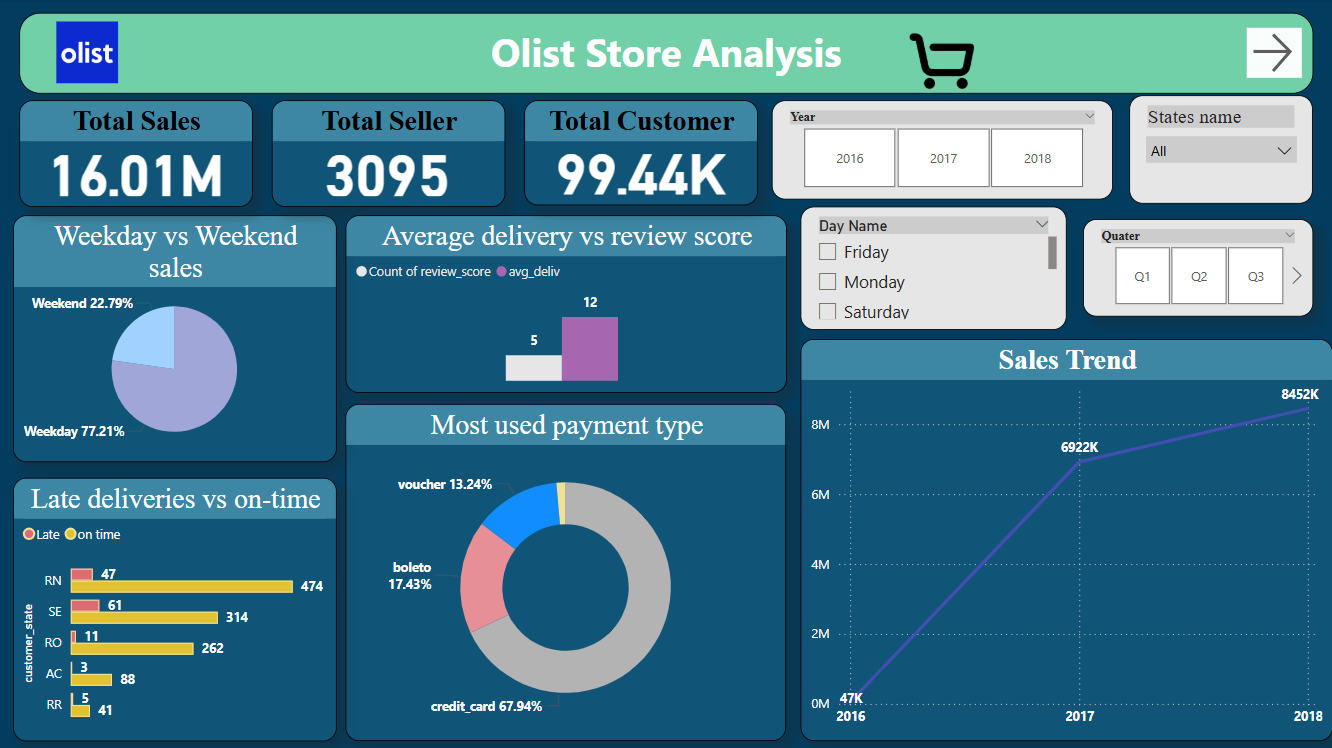 olist
Olist Store Analysis
Total Sales
16.01M
Total Seller
3095
Total Customer
99.44K
Year
2016
2017
2018
States name
All
Weekday vs Weekend
sales
Weekend 22.79%
Weekday 77.21%
Average delivery vs review score
Count of review_score
avg_deliv
5
12
Day Name
Friday
Monday
Saturday
Quater
Q1
Q2
Q3
Late deliveries vs on-time
Late
on time
customer_state
RN
47
474
SE
61
314
RO
11
262
AC
3
88
RR
5
41
Most used payment type
voucher 13.24%
boleto
17.43%
credit_card 67.94%
Sales Trend
8M
6M
4M
2M
0M
47K
6922K
8452K
2016
2017
2018